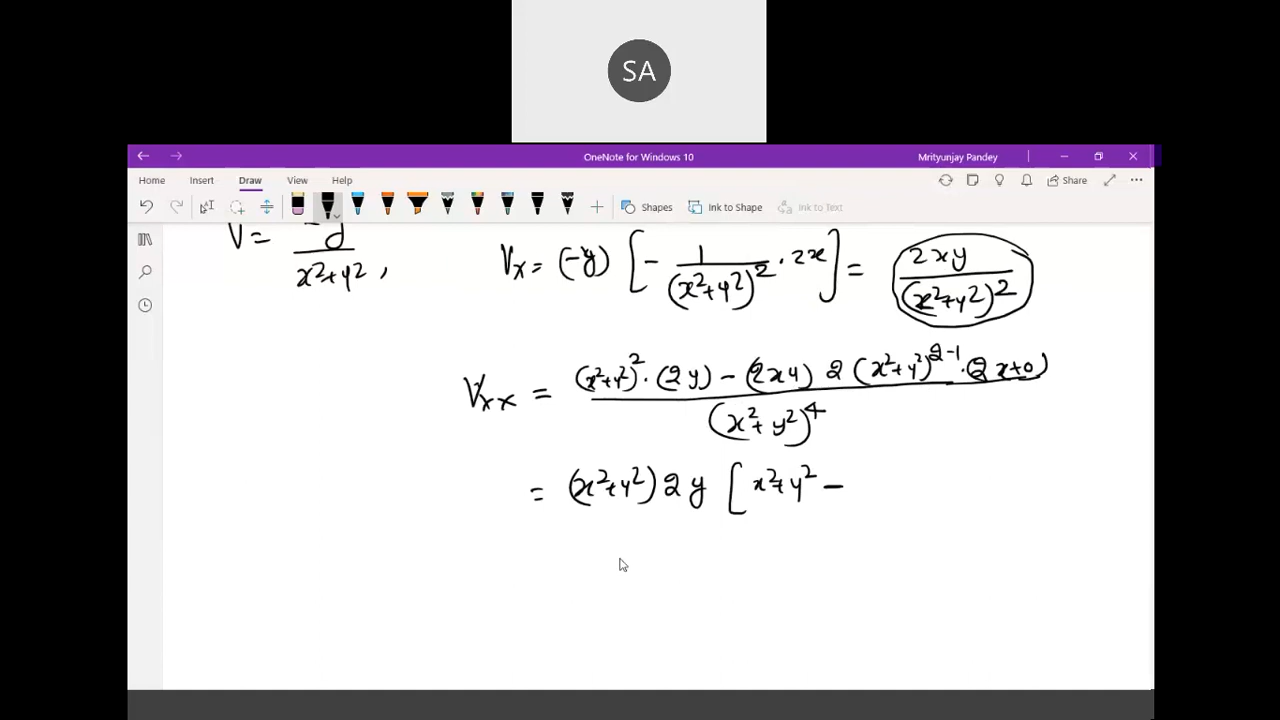 SA
OneNote for Windows 10
Mrityunjay Pandey
Home Insert Draw View Help
Share
Shapes Ink to Shape Ink to Text
V = -y / x²+y² , Vx = (-y) [ - 1 / (x²+y²)² · 2x ] = 2xy / (x²+y²)²
Vxx = (x²+y²)² · (2y) - (2xy) 2 (x²+y²)²⁻¹ · (2x+0) / (x²+y²)⁴
= (x²+y²) 2y [ x²+y² -